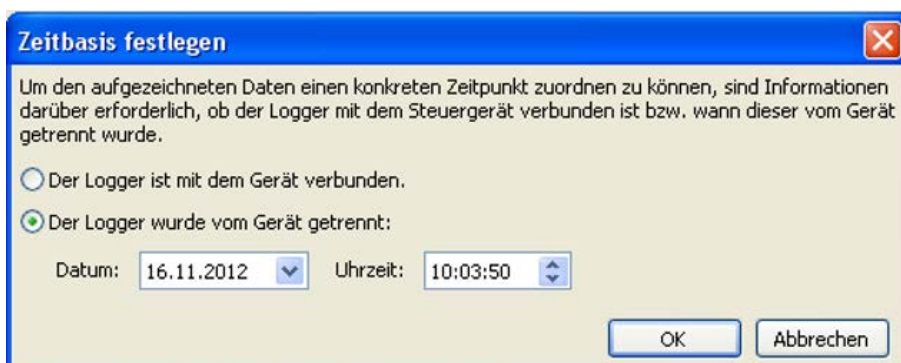 Zeitbasis festlegen
Um den aufgezeichneten Daten einen konkreten Zeitpunkt zuordnen zu können, sind Informationen
darüber erforderlich, ob der Logger mit dem Steuergerät verbunden ist bzw. wann dieser vom Gerät
getrennt wurde.
Der Logger ist mit dem Gerät verbunden.
Der Logger wurde vom Gerät getrennt:
Datum: 16.11.2012 Uhrzeit: 10:03:50
OK Abbrechen